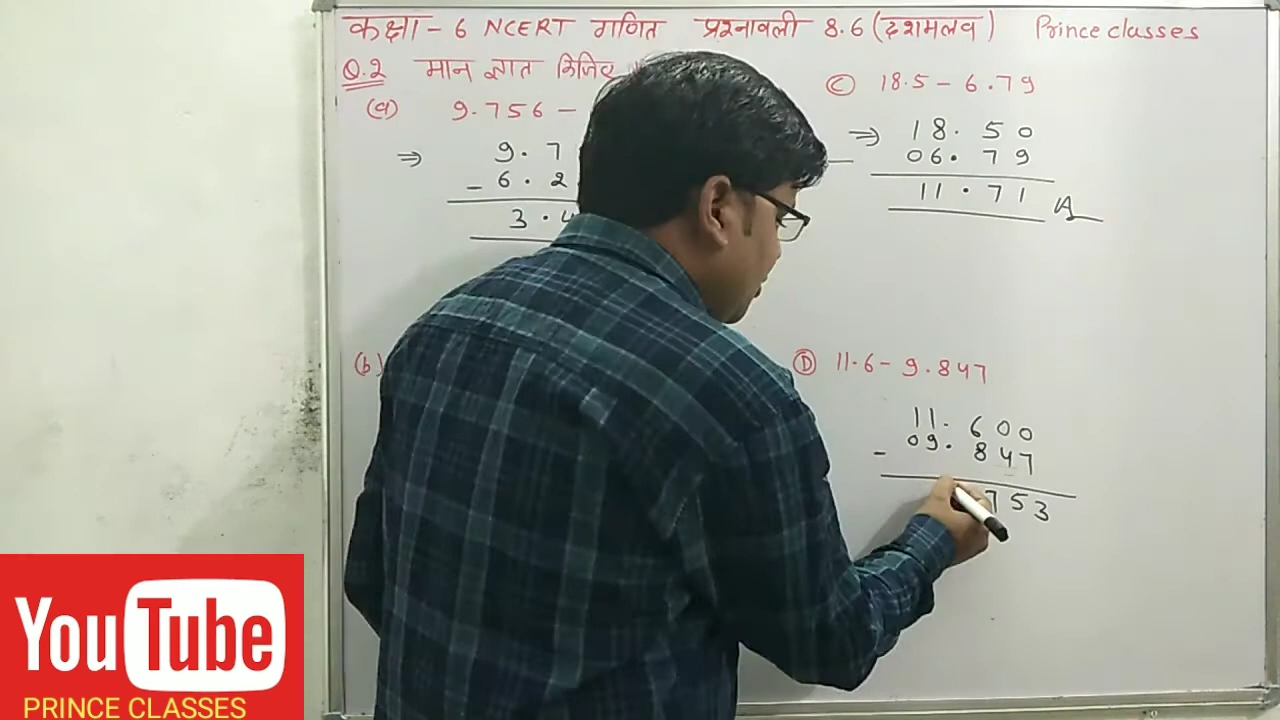 कक्षा - 6 NCERT गणित प्रश्नावली 8.6 (दशमलव) Prince classes
Q.2 मान ज्ञात किजिए
(a) 9.756 -
⇒ 9.7
- 6.2
3.4
(b)
Ⓒ 18.5 - 6.79
⇒ 18.50
06.79
11.71 A
Ⓓ 11.6 - 9.847
11.600
- 09.847
753
YouTube
PRINCE CLASSES